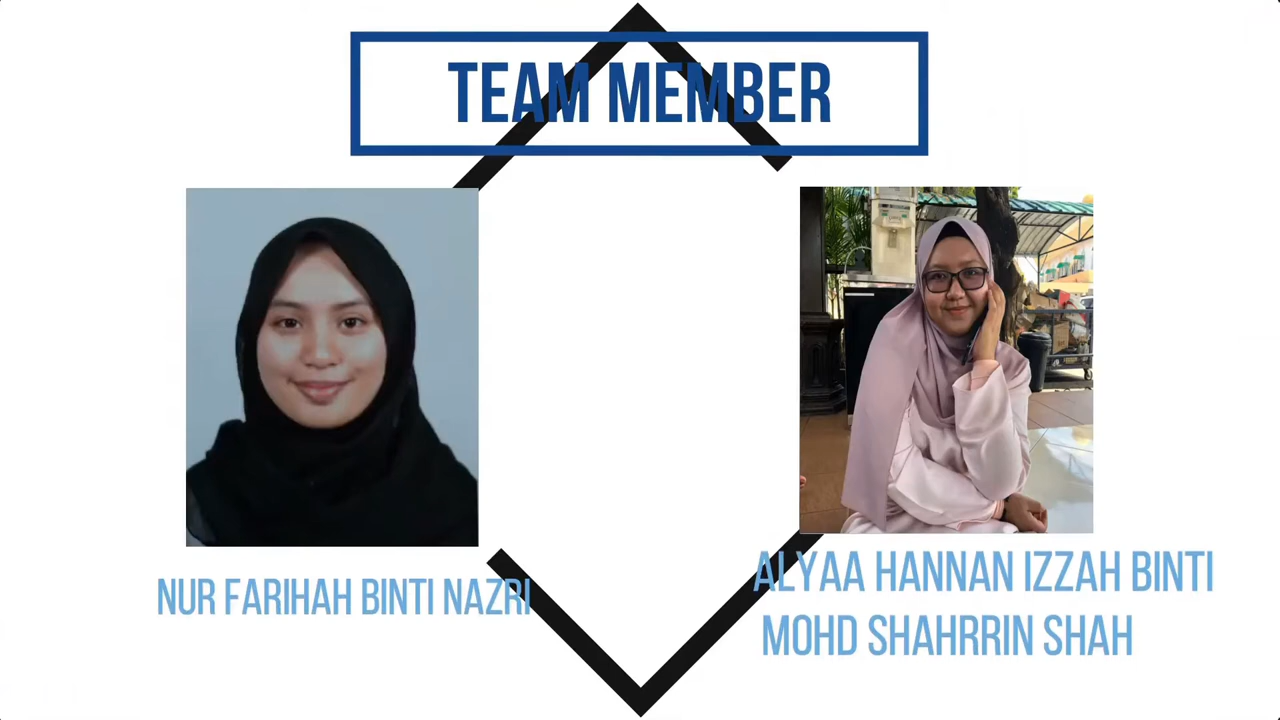 TEAM MEMBER
NUR FARIHAH BINTI NAZRI
ALYAA HANNAN IZZAH BINTI
MOHD SHAHRRIN SHAH